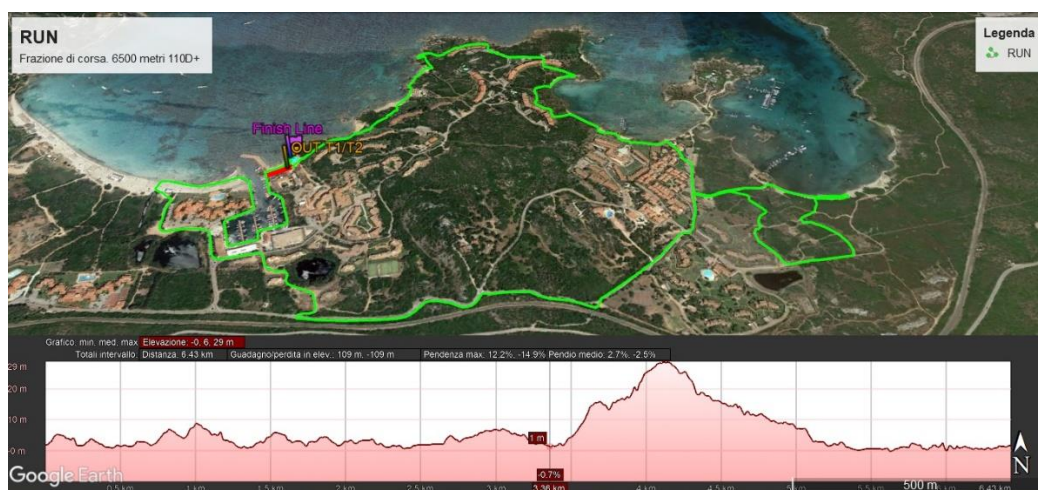 RUN
Frazione di corsa. 6500 metri 110D+
Legenda
RUN
Finish Line
OUT T1/T2
Grafico: min. med. max Elevazione: -0, 6, 29 m
Totali intervallo: Distanza: 6.43 km Guadagno/perdita in elev.: 109 m, -109 m Pendenza max: 12.2%, -14.9% Pendio medio: 2.7%, -2.5%
29 m
20 m
10 m
-0 m
1 m
-0.7%
Google Earth
0.5 km 1 km 1.5 km 2 km 2.5 km 3 km 3.36 km 4 km 4.5 km 5 km 6.43 km
500 m
N